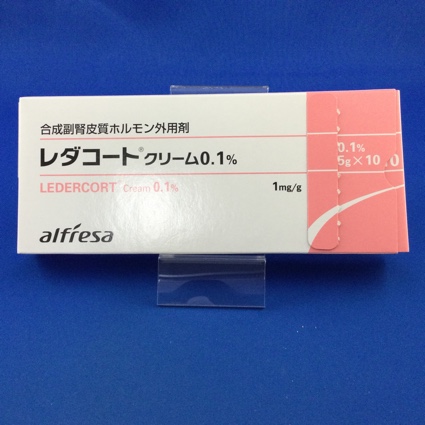 合成副腎皮質ホルモン外用剤
レダコート®クリーム0.1%
LEDERCORT® Cream 0.1%
1mg/g
alfresa
0.1%
5g×10